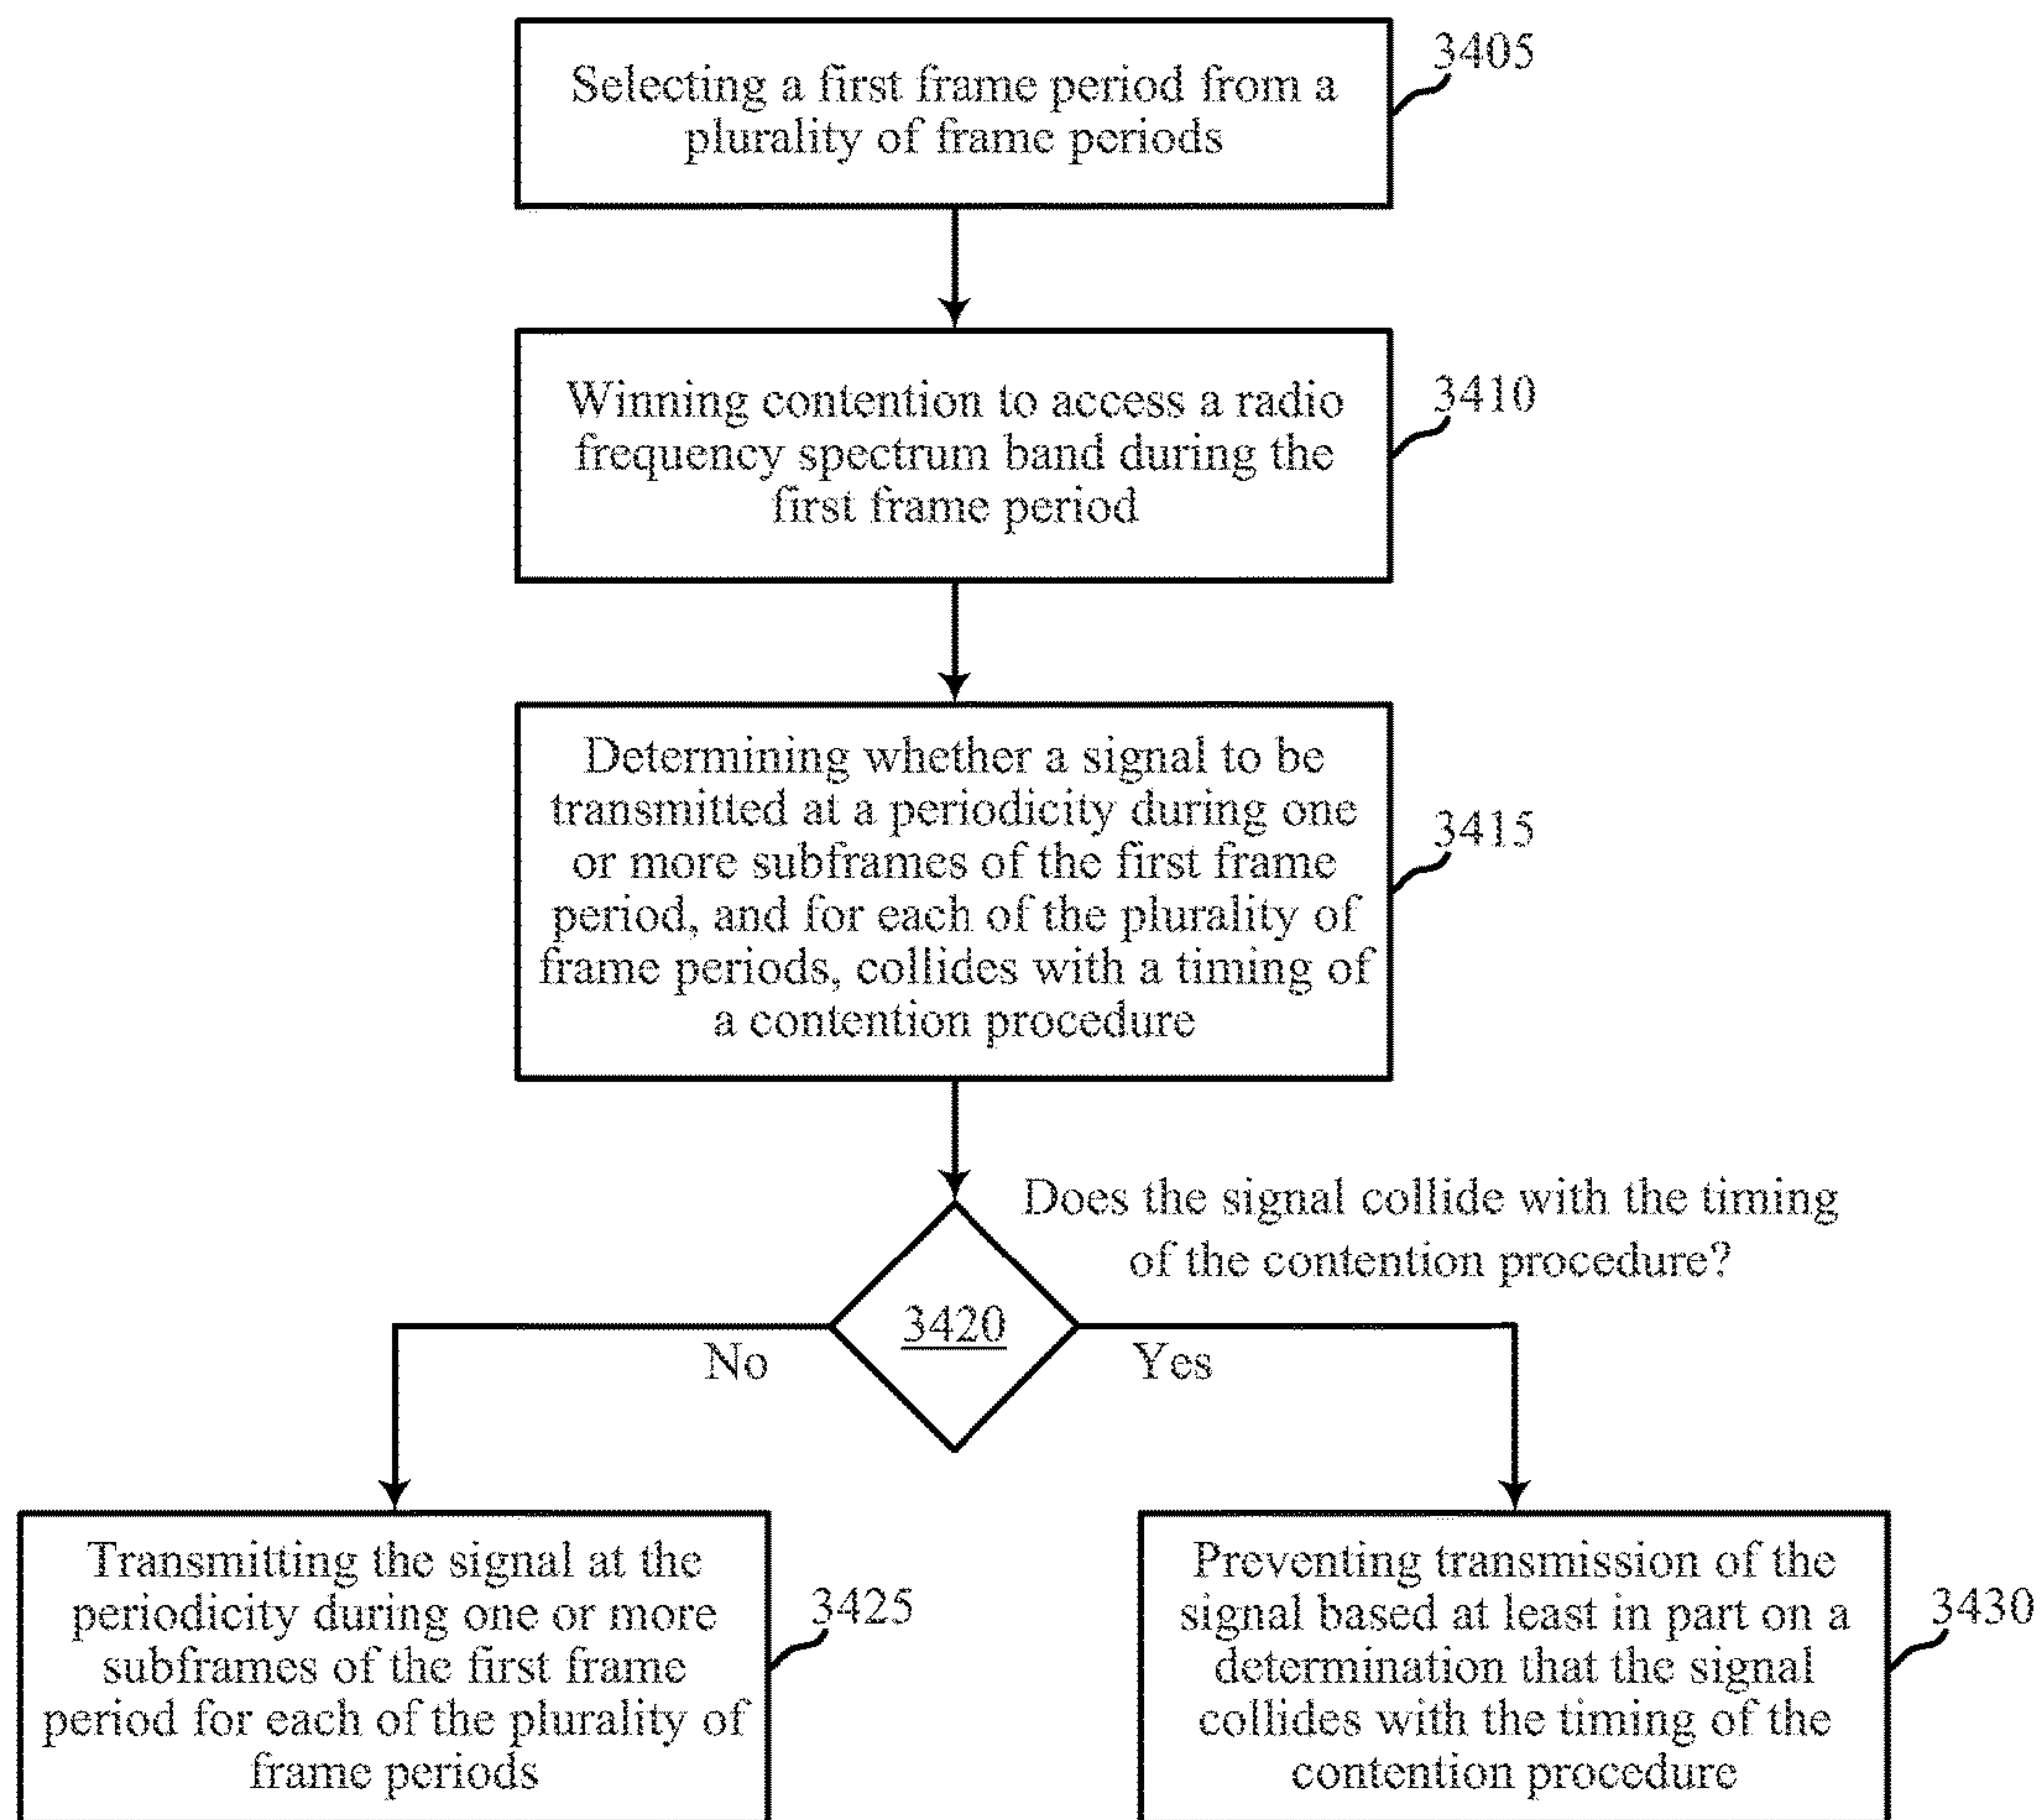 Selecting a first frame period from a
plurality of frame periods
3405
Winning contention to access a radio
frequency spectrum band during the
first frame period
3410
Determining whether a signal to be
transmitted at a periodicity during one
or more subframes of the first frame
period, and for each of the plurality of
frame periods, collides with a timing of
a contention procedure
3415
Does the signal collide with the timing
of the contention procedure?
3420
No
Yes
Transmitting the signal at the
periodicity during one or more
subframes of the first frame
period for each of the plurality of
frame periods
3425
Preventing transmission of the
signal based at least in part on a
determination that the signal
collides with the timing of the
contention procedure
3430